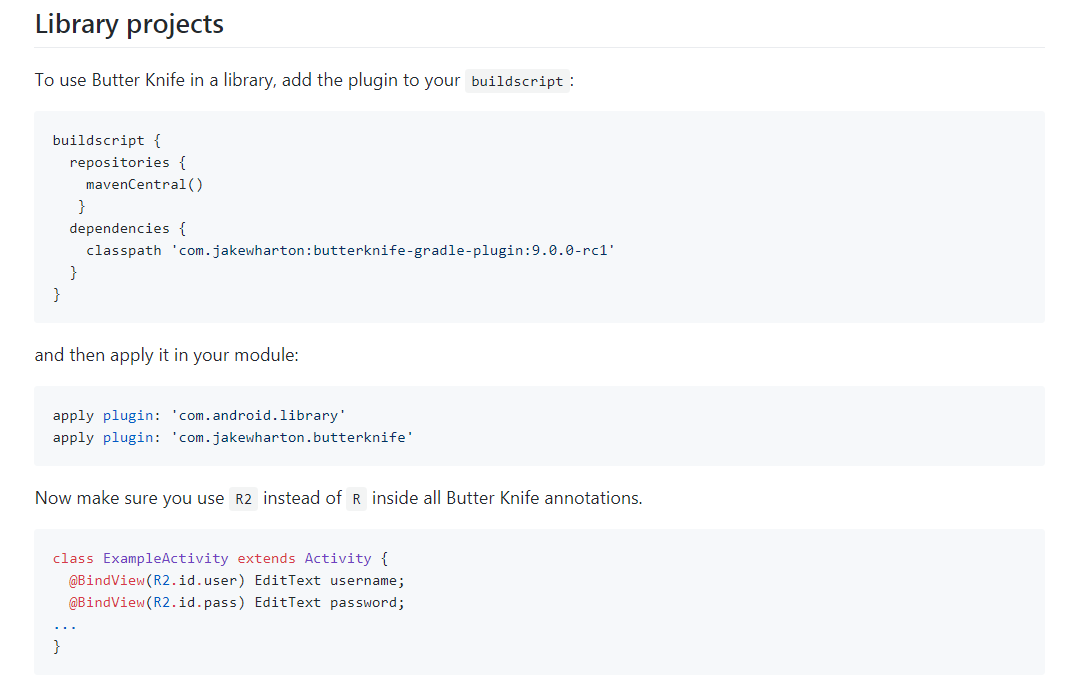 Library projects
To use Butter Knife in a library, add the plugin to your buildscript:
buildscript {
  repositories {
    mavenCentral()
   }
  dependencies {
    classpath 'com.jakewharton:butterknife-gradle-plugin:9.0.0-rc1'
  }
}
and then apply it in your module:
apply plugin: 'com.android.library'
apply plugin: 'com.jakewharton.butterknife'
Now make sure you use R2 instead of R inside all Butter Knife annotations.
class ExampleActivity extends Activity {
  @BindView(R2.id.user) EditText username;
  @BindView(R2.id.pass) EditText password;
...
}